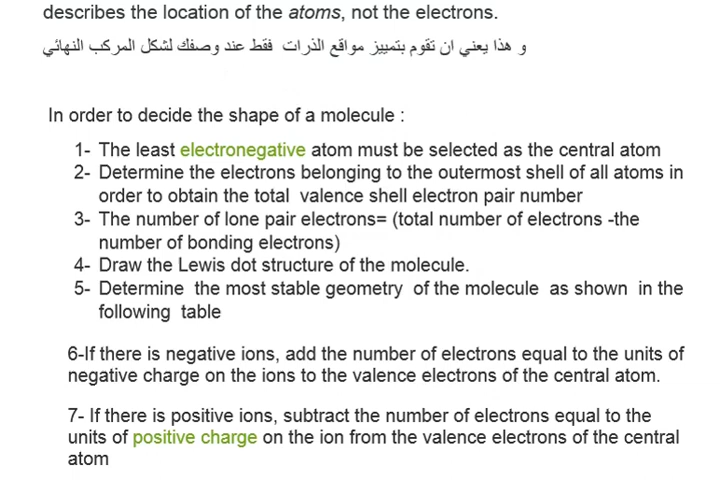 describes the location of the atoms, not the electrons.
و هذا يعني ان تقوم بتمييز مواقع الذرات فقط عند وصفك لشكل المركب النهائي
In order to decide the shape of a molecule :
1- The least electronegative atom must be selected as the central atom
2- Determine the electrons belonging to the outermost shell of all atoms in
order to obtain the total valence shell electron pair number
3- The number of lone pair electrons= (total number of electrons -the
number of bonding electrons)
4- Draw the Lewis dot structure of the molecule.
5- Determine the most stable geometry of the molecule as shown in the
following table
6-If there is negative ions, add the number of electrons equal to the units of
negative charge on the ions to the valence electrons of the central atom.
7- If there is positive ions, subtract the number of electrons equal to the
units of positive charge on the ion from the valence electrons of the central
atom